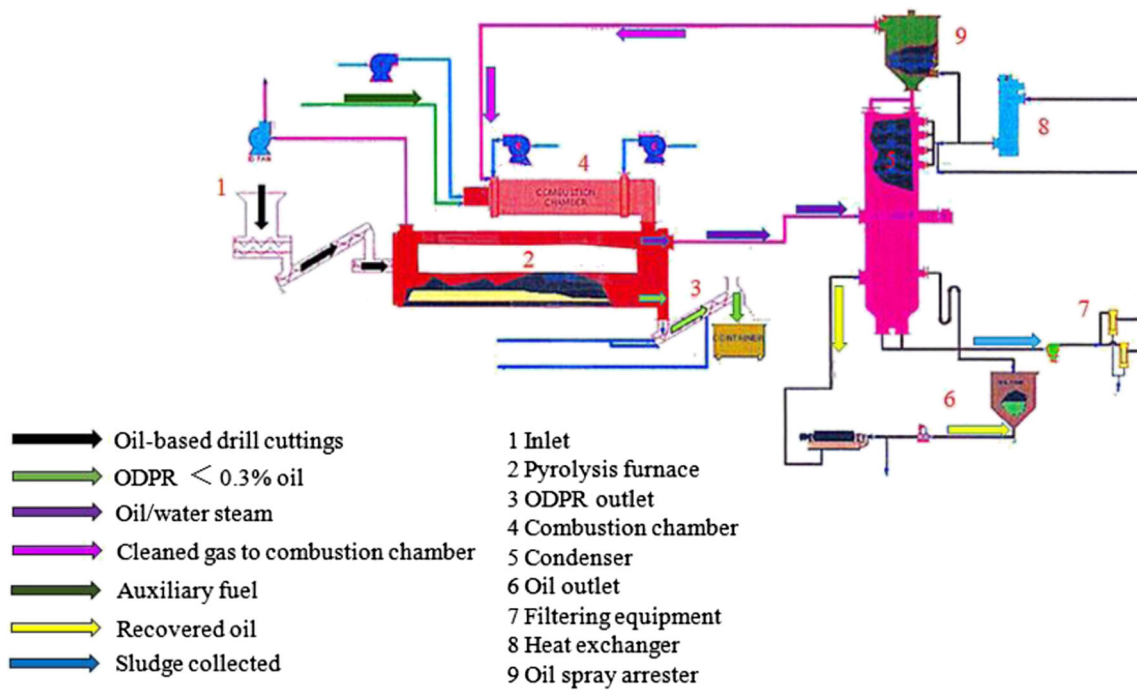 9
8
1
ID FAN
4
COMBUSTION
CHAMBER
5
2
3
CONTAINER
7
6
Oil-based drill cuttings
ODPR < 0.3% oil
Oil/water steam
Cleaned gas to combustion chamber
Auxiliary fuel
Recovered oil
Sludge collected
1 Inlet
2 Pyrolysis furnace
3 ODPR outlet
4 Combustion chamber
5 Condenser
6 Oil outlet
7 Filtering equipment
8 Heat exchanger
9 Oil spray arrester